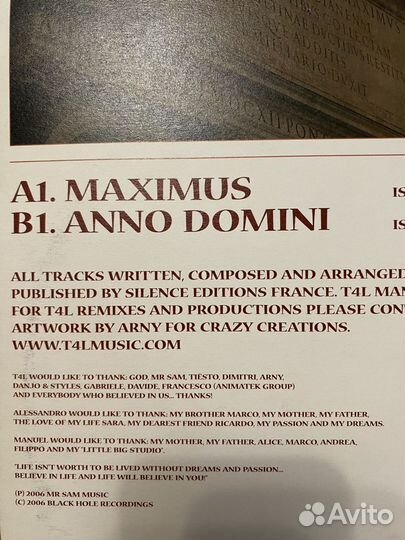 MAXIMUS
A1. MAXIMUS IS
B1. ANNO DOMINI IS
ALL TRACKS WRITTEN, COMPOSED AND ARRANGED
PUBLISHED BY SILENCE EDITIONS FRANCE. T4L MAN
FOR T4L REMIXES AND PRODUCTIONS PLEASE CON
ARTWORK BY ARNY FOR CRAZY CREATIONS.
WWW.T4LMUSIC.COM
T4L WOULD LIKE TO THANK: GOD, MR SAM, TIËSTO, DIMITRI, ARNY,
DANJO & STYLES, GABRIELE, DAVIDE, FRANCESCO (ANIMATEK GROUP)
AND EVERYBODY WHO BELIEVED IN US... THANKS!
ALESSANDRO WOULD LIKE TO THANK: MY BROTHER MARCO, MY MOTHER, MY FATHER,
THE LOVE OF MY LIFE SARA, MY DEAREST FRIEND RICARDO, MY PASSION AND MY DREAMS.
MANUEL WOULD LIKE TO THANK: MY MOTHER, MY FATHER, ALICE, MARCO, ANDREA,
FILIPPO AND MY 'LITTLE BIG STUDIO'.
"LIFE ISN'T WORTH TO BE LIVED WITHOUT DREAMS AND PASSION...
BELIEVE IN LIFE AND LIFE WILL BELIEVE IN YOU!"
(P) 2006 MR SAM MUSIC
(C) 2006 BLACK HOLE RECORDINGS
Avito